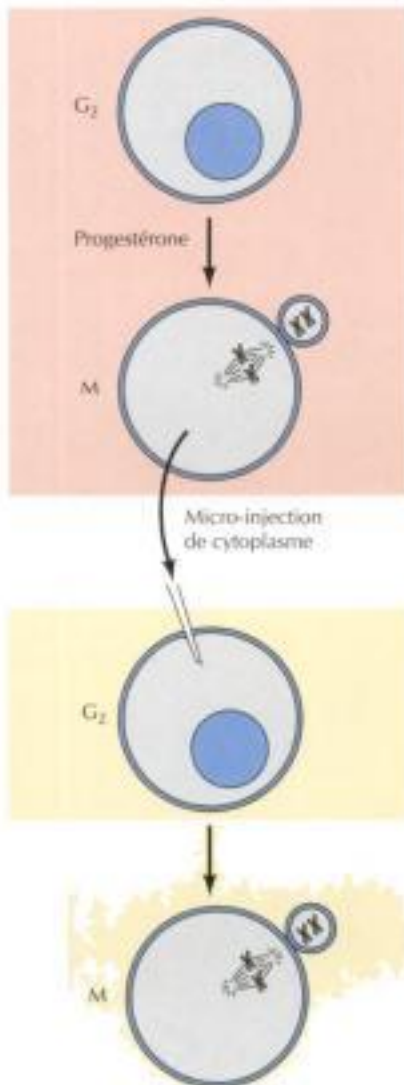 G₂
Progestérone
M
Micro-injection
de cytoplasme
G₂
M